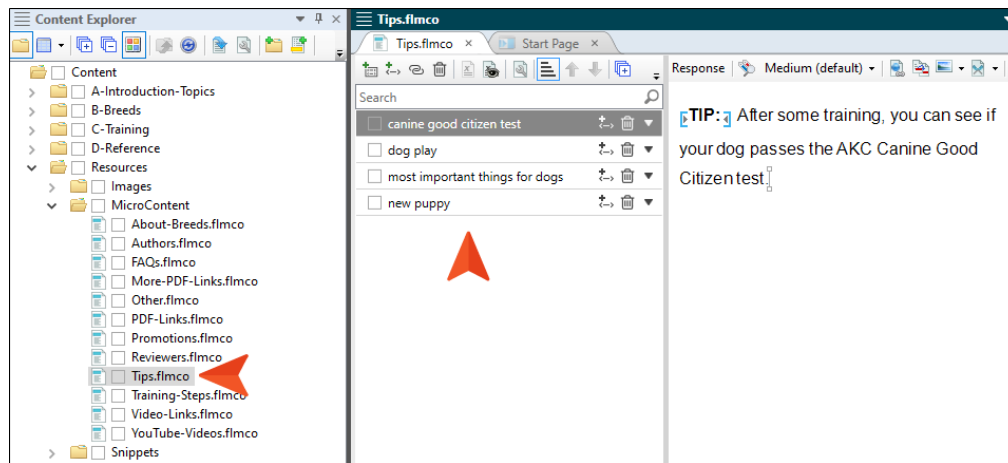 Content Explorer
Content
A-Introduction-Topics
B-Breeds
C-Training
D-Reference
Resources
Images
MicroContent
About-Breeds.flmco
Authors.flmco
FAQs.flmco
More-PDF-Links.flmco
Other.flmco
PDF-Links.flmco
Promotions.flmco
Reviewers.flmco
Tips.flmco
Training-Steps.flmco
Video-Links.flmco
YouTube-Videos.flmco
Snippets
Tips.flmco
Tips.flmco
Start Page
Search
canine good citizen test
dog play
most important things for dogs
new puppy
Response Medium (default)
TIP: After some training, you can see if
your dog passes the AKC Canine Good
Citizen test.